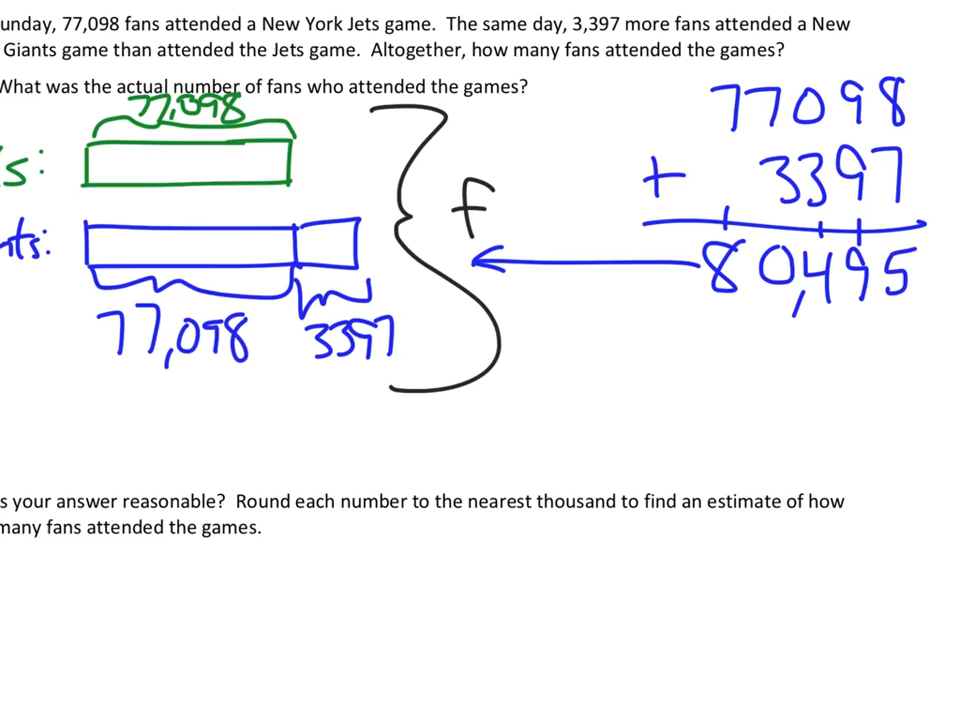 unday, 77,098 fans attended a New York Jets game. The same day, 3,397 more fans attended a New
Giants game than attended the Jets game. Altogether, how many fans attended the games?
What was the actual number of fans who attended the games?
77,098
s:
nts:
77,098 3397
f
77098
+ 3397
80,495
s your answer reasonable? Round each number to the nearest thousand to find an estimate of how
many fans attended the games.